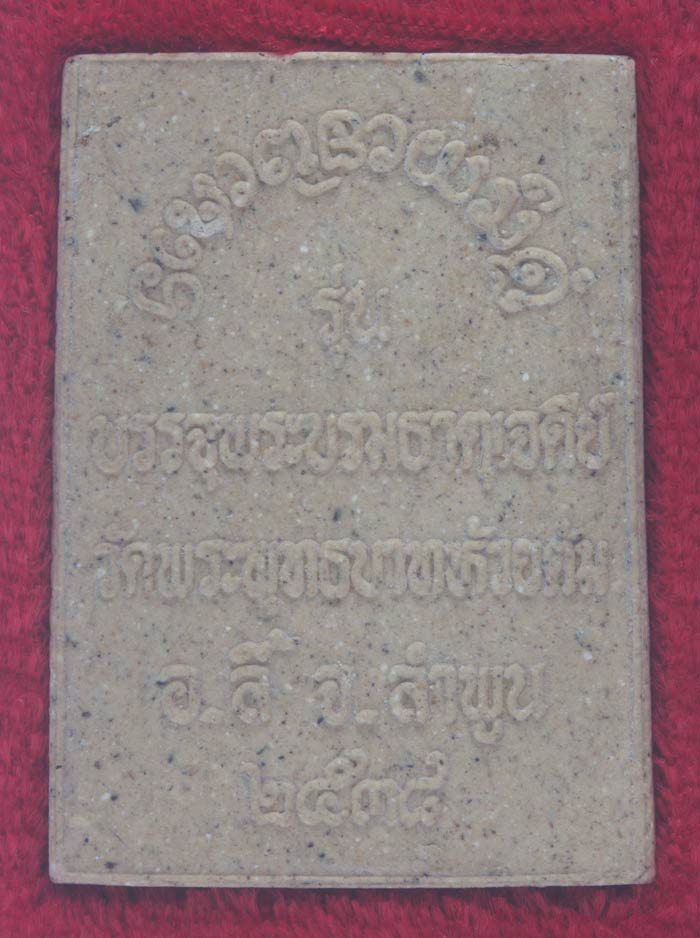 รุ่น
บรรจุพระบรมธาตุเจดีย์
วัดพระพุทธบาทห้วยต้ม
อ.ลี้ จ.ลำพูน
๒๕๓๘